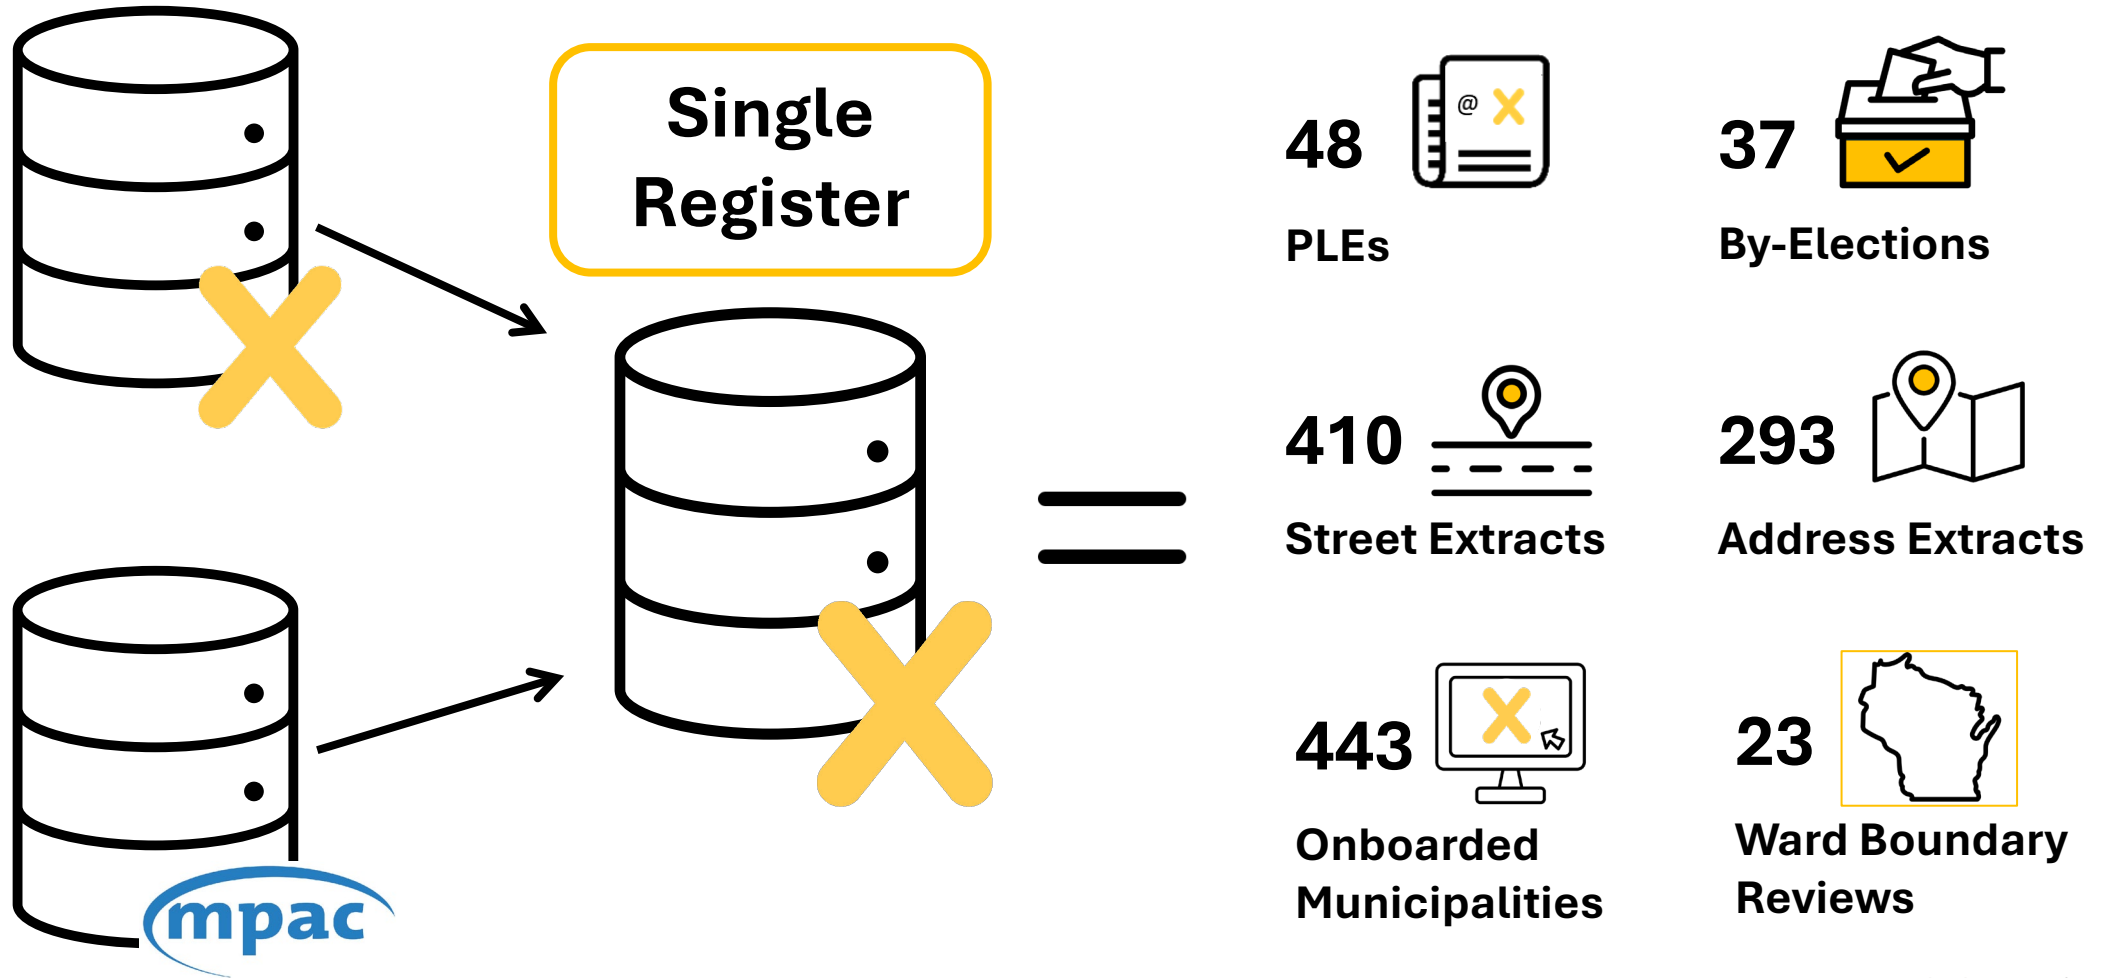 Single
Register
mpac
48
PLEs
37
By-Elections
410
Street Extracts
293
Address Extracts
443
Onboarded
Municipalities
23
Ward Boundary
Reviews
@